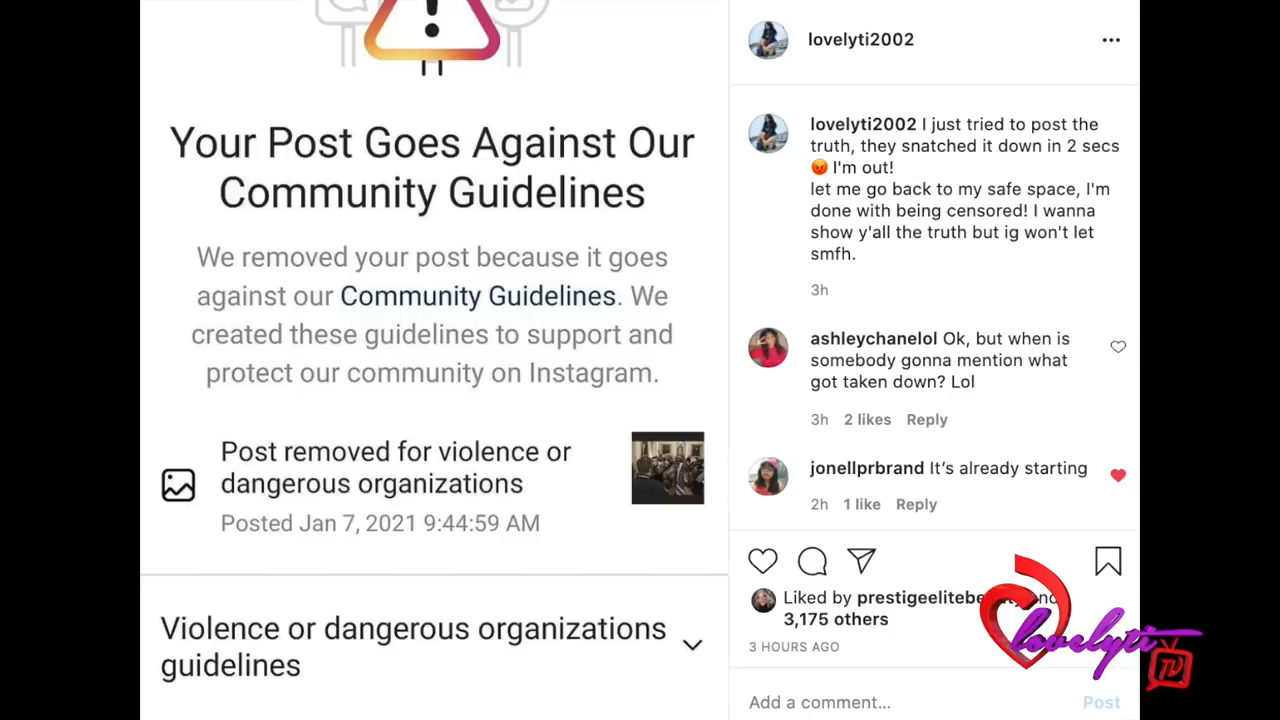 Your Post Goes Against Our
Community Guidelines
We removed your post because it goes
against our Community Guidelines. We
created these guidelines to support and
protect our community on Instagram.
Post removed for violence or
dangerous organizations
Posted Jan 7, 2021 9:44:59 AM
Violence or dangerous organizations
guidelines
lovelyti2002
lovelyti2002 I just tried to post the
truth, they snatched it down in 2 secs
😡 I'm out!
let me go back to my safe space, I'm
done with being censored! I wanna
show y'all the truth but ig won't let
smfh.
3h
ashleychanelol Ok, but when is
somebody gonna mention what
got taken down? Lol
3h 2 likes Reply
jonellprbrand It’s already starting
2h 1 like Reply
Liked by and
3,175 others
3 HOURS AGO
Add a comment... Post
lovelyti
TV